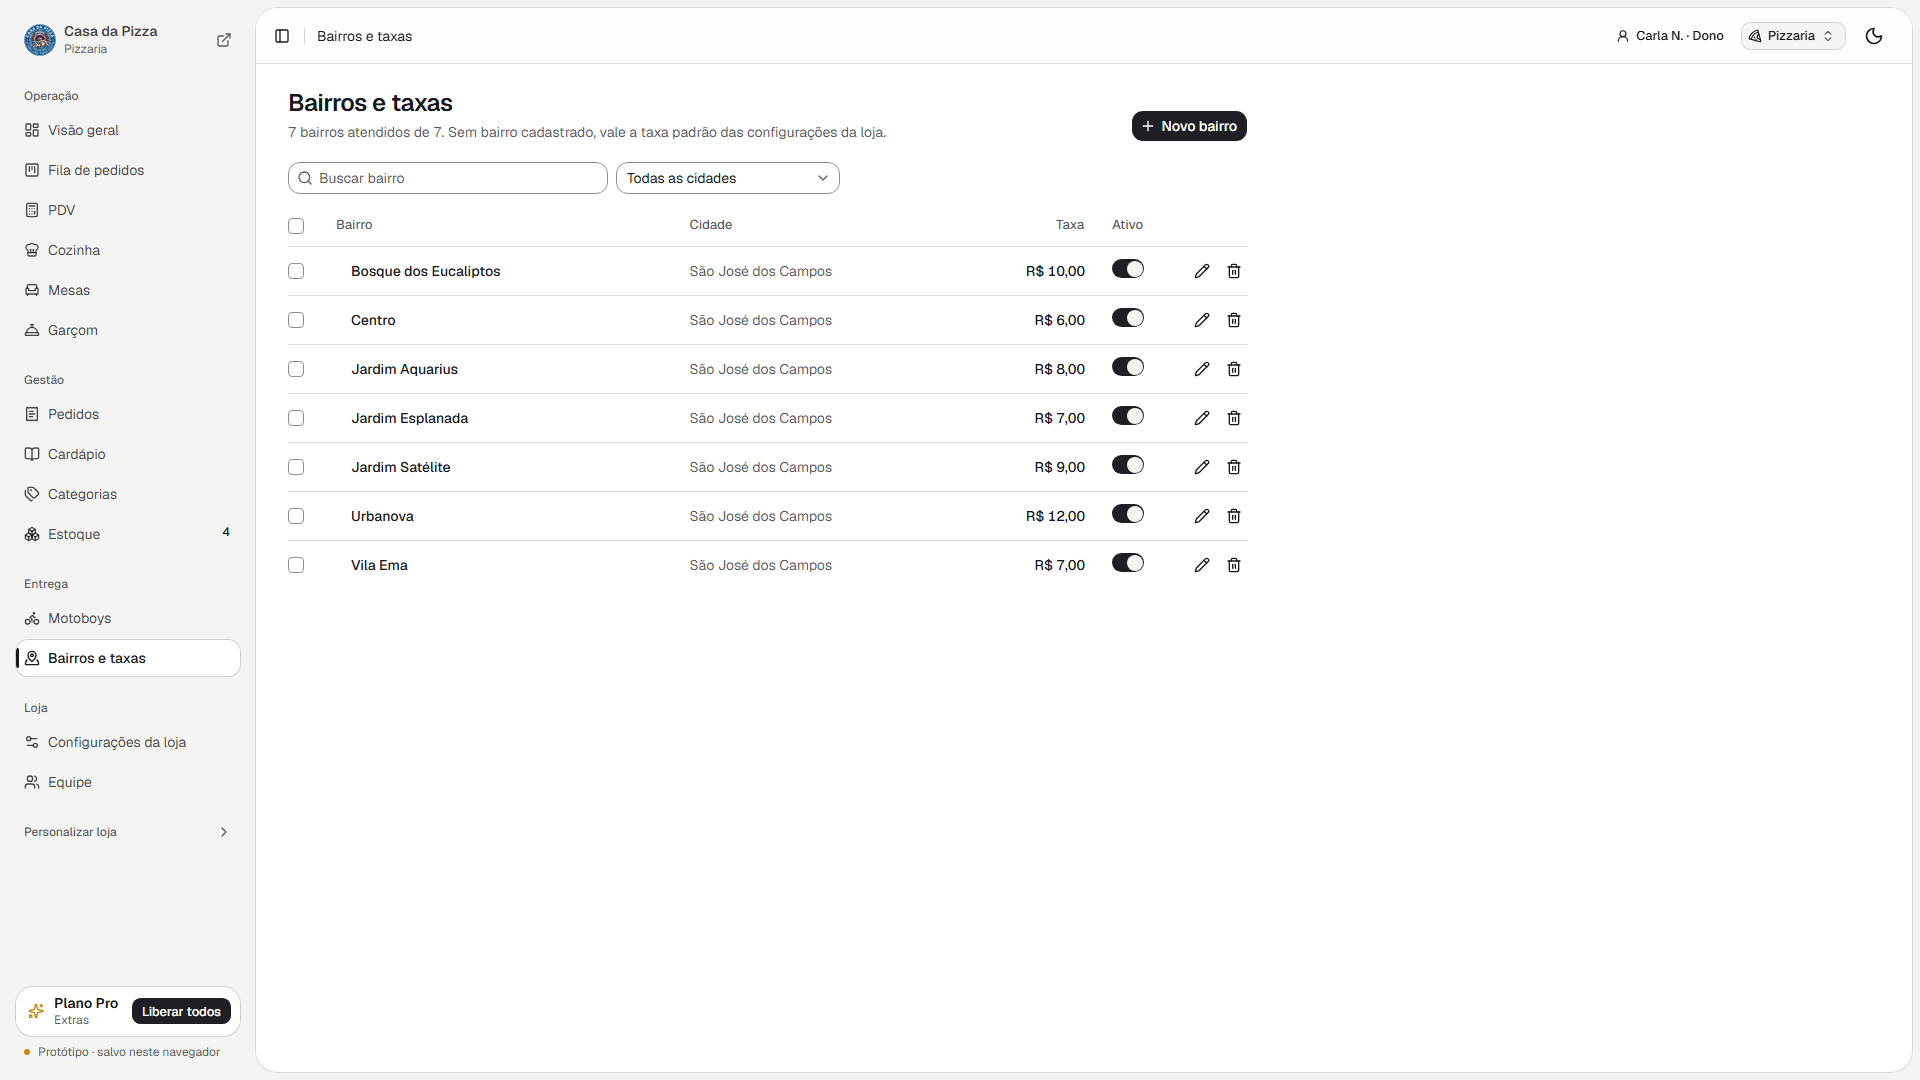 Casa da Pizza
Pizzaria
Operação
Visão geral
Fila de pedidos
PDV
Cozinha
Mesas
Garçom
Gestão
Pedidos
Cardápio
Categorias
Estoque 4
Entrega
Motoboys
Bairros e taxas
Loja
Configurações da loja
Equipe
Personalizar loja
Plano Pro
Extras
Liberar todos
Protótipo · salvo neste navegador
Bairros e taxas
Carla N. · Dono
Pizzaria
Bairros e taxas
7 bairros atendidos de 7. Sem bairro cadastrado, vale a taxa padrão das configurações da loja.
Novo bairro
Buscar bairro
Todas as cidades
Bairro Cidade Taxa Ativo
Bosque dos Eucaliptos São José dos Campos R$ 10,00
Centro São José dos Campos R$ 6,00
Jardim Aquarius São José dos Campos R$ 8,00
Jardim Esplanada São José dos Campos R$ 7,00
Jardim Satélite São José dos Campos R$ 9,00
Urbanova São José dos Campos R$ 12,00
Vila Ema São José dos Campos R$ 7,00